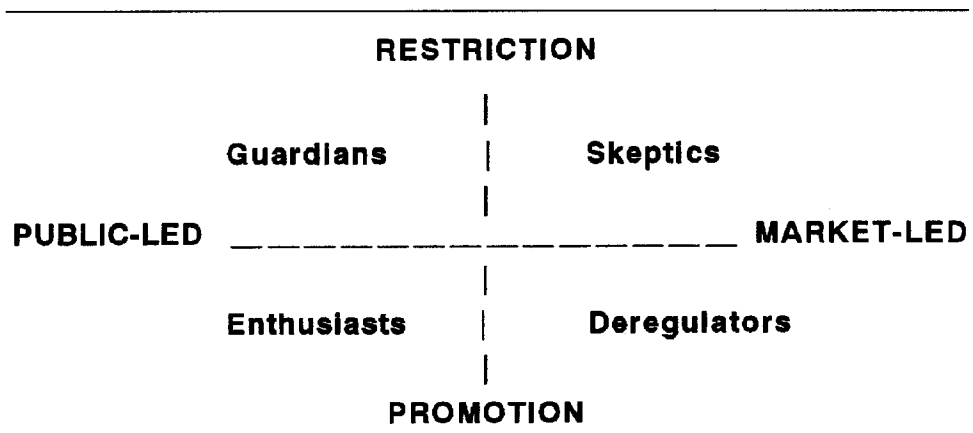 RESTRICTION
Guardians Skeptics
PUBLIC-LED MARKET-LED
Enthusiasts Deregulators
PROMOTION